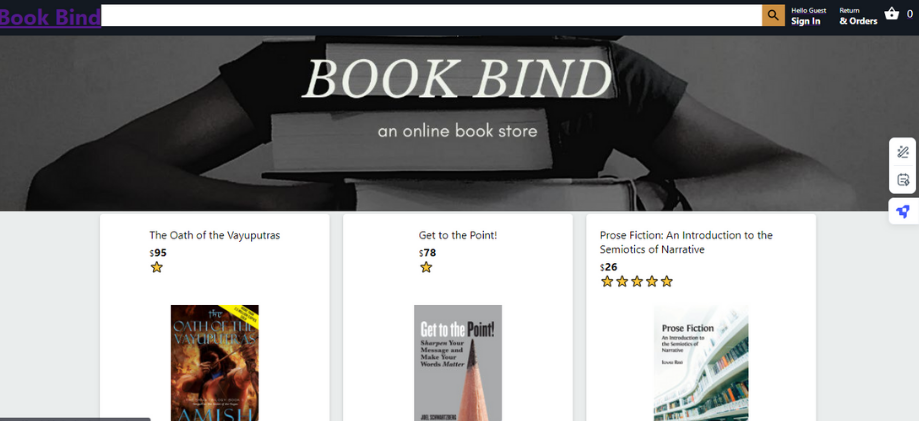 Book Bind
Hello Guest
Sign In
Return
& Orders
0
BOOK BIND
an online book store
The Oath of the Vayuputras
$95
Get to the Point!
$78
Prose Fiction: An Introduction to the
Semiotics of Narrative
$26
the
OATH OF THE
VAYUPUTRAS
AMISH
Get to the Point!
Sharpen Your
Message and
Make Your
Words Matter
JOEL SCHWARTZBERG
Prose Fiction
An Introduction to
the Semiotics of
Narrative